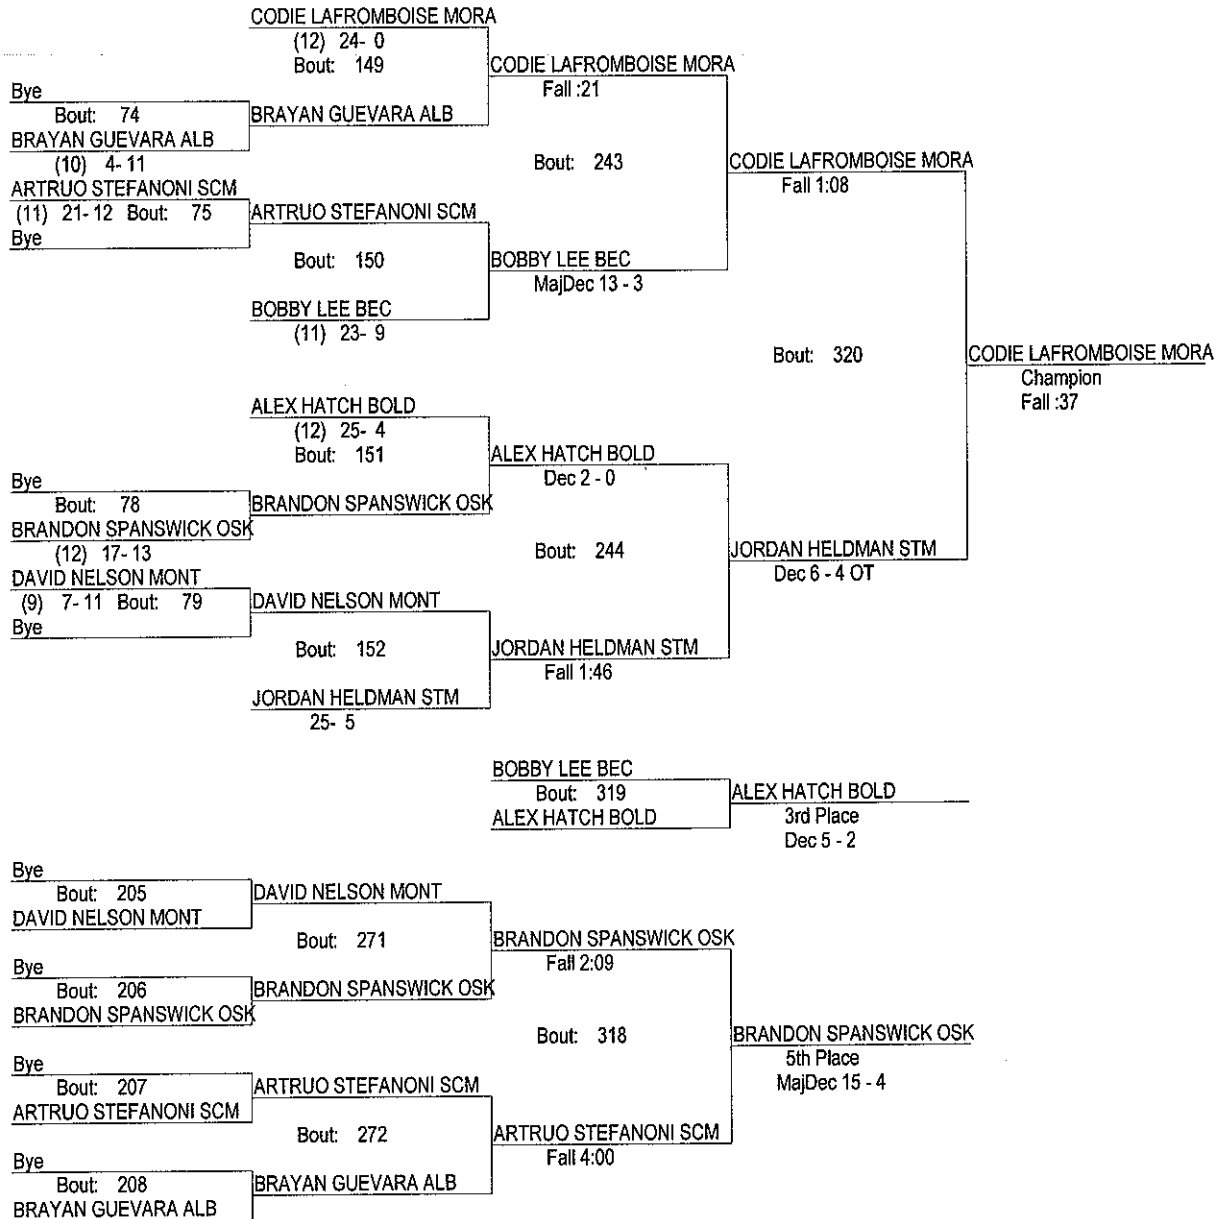 CODIE LAFROMBOISE MORA
(12) 24- 0
Bout: 149
CODIE LAFROMBOISE MORA
Fall :21
Bye
Bout: 74
BRAYAN GUEVARA ALB
BRAYAN GUEVARA ALB
(10) 4- 11
Bout: 243
CODIE LAFROMBOISE MORA
Fall 1:08
ARTRUO STEFANONI SCM
(11) 21- 12 Bout: 75
ARTRUO STEFANONI SCM
Bye
Bout: 150
BOBBY LEE BEC
MajDec 13 - 3
BOBBY LEE BEC
(11) 23- 9
Bout: 320
CODIE LAFROMBOISE MORA
Champion
Fall :37
ALEX HATCH BOLD
(12) 25- 4
Bout: 151
ALEX HATCH BOLD
Dec 2 - 0
Bye
Bout: 78
BRANDON SPANSWICK OSK
BRANDON SPANSWICK OSK
(12) 17- 13
Bout: 244
JORDAN HELDMAN STM
Dec 6 - 4 OT
DAVID NELSON MONT
(9) 7- 11 Bout: 79
DAVID NELSON MONT
Bye
Bout: 152
JORDAN HELDMAN STM
Fall 1:46
JORDAN HELDMAN STM
25- 5
BOBBY LEE BEC
Bout: 319
ALEX HATCH BOLD
ALEX HATCH BOLD
3rd Place
Dec 5 - 2
Bye
Bout: 205
DAVID NELSON MONT
DAVID NELSON MONT
Bout: 271
BRANDON SPANSWICK OSK
Fall 2:09
Bye
Bout: 206
BRANDON SPANSWICK OSK
BRANDON SPANSWICK OSK
Bout: 318
BRANDON SPANSWICK OSK
5th Place
MajDec 15 - 4
Bye
Bout: 207
ARTRUO STEFANONI SCM
ARTRUO STEFANONI SCM
Bout: 272
ARTRUO STEFANONI SCM
Fall 4:00
Bye
Bout: 208
BRAYAN GUEVARA ALB
BRAYAN GUEVARA ALB